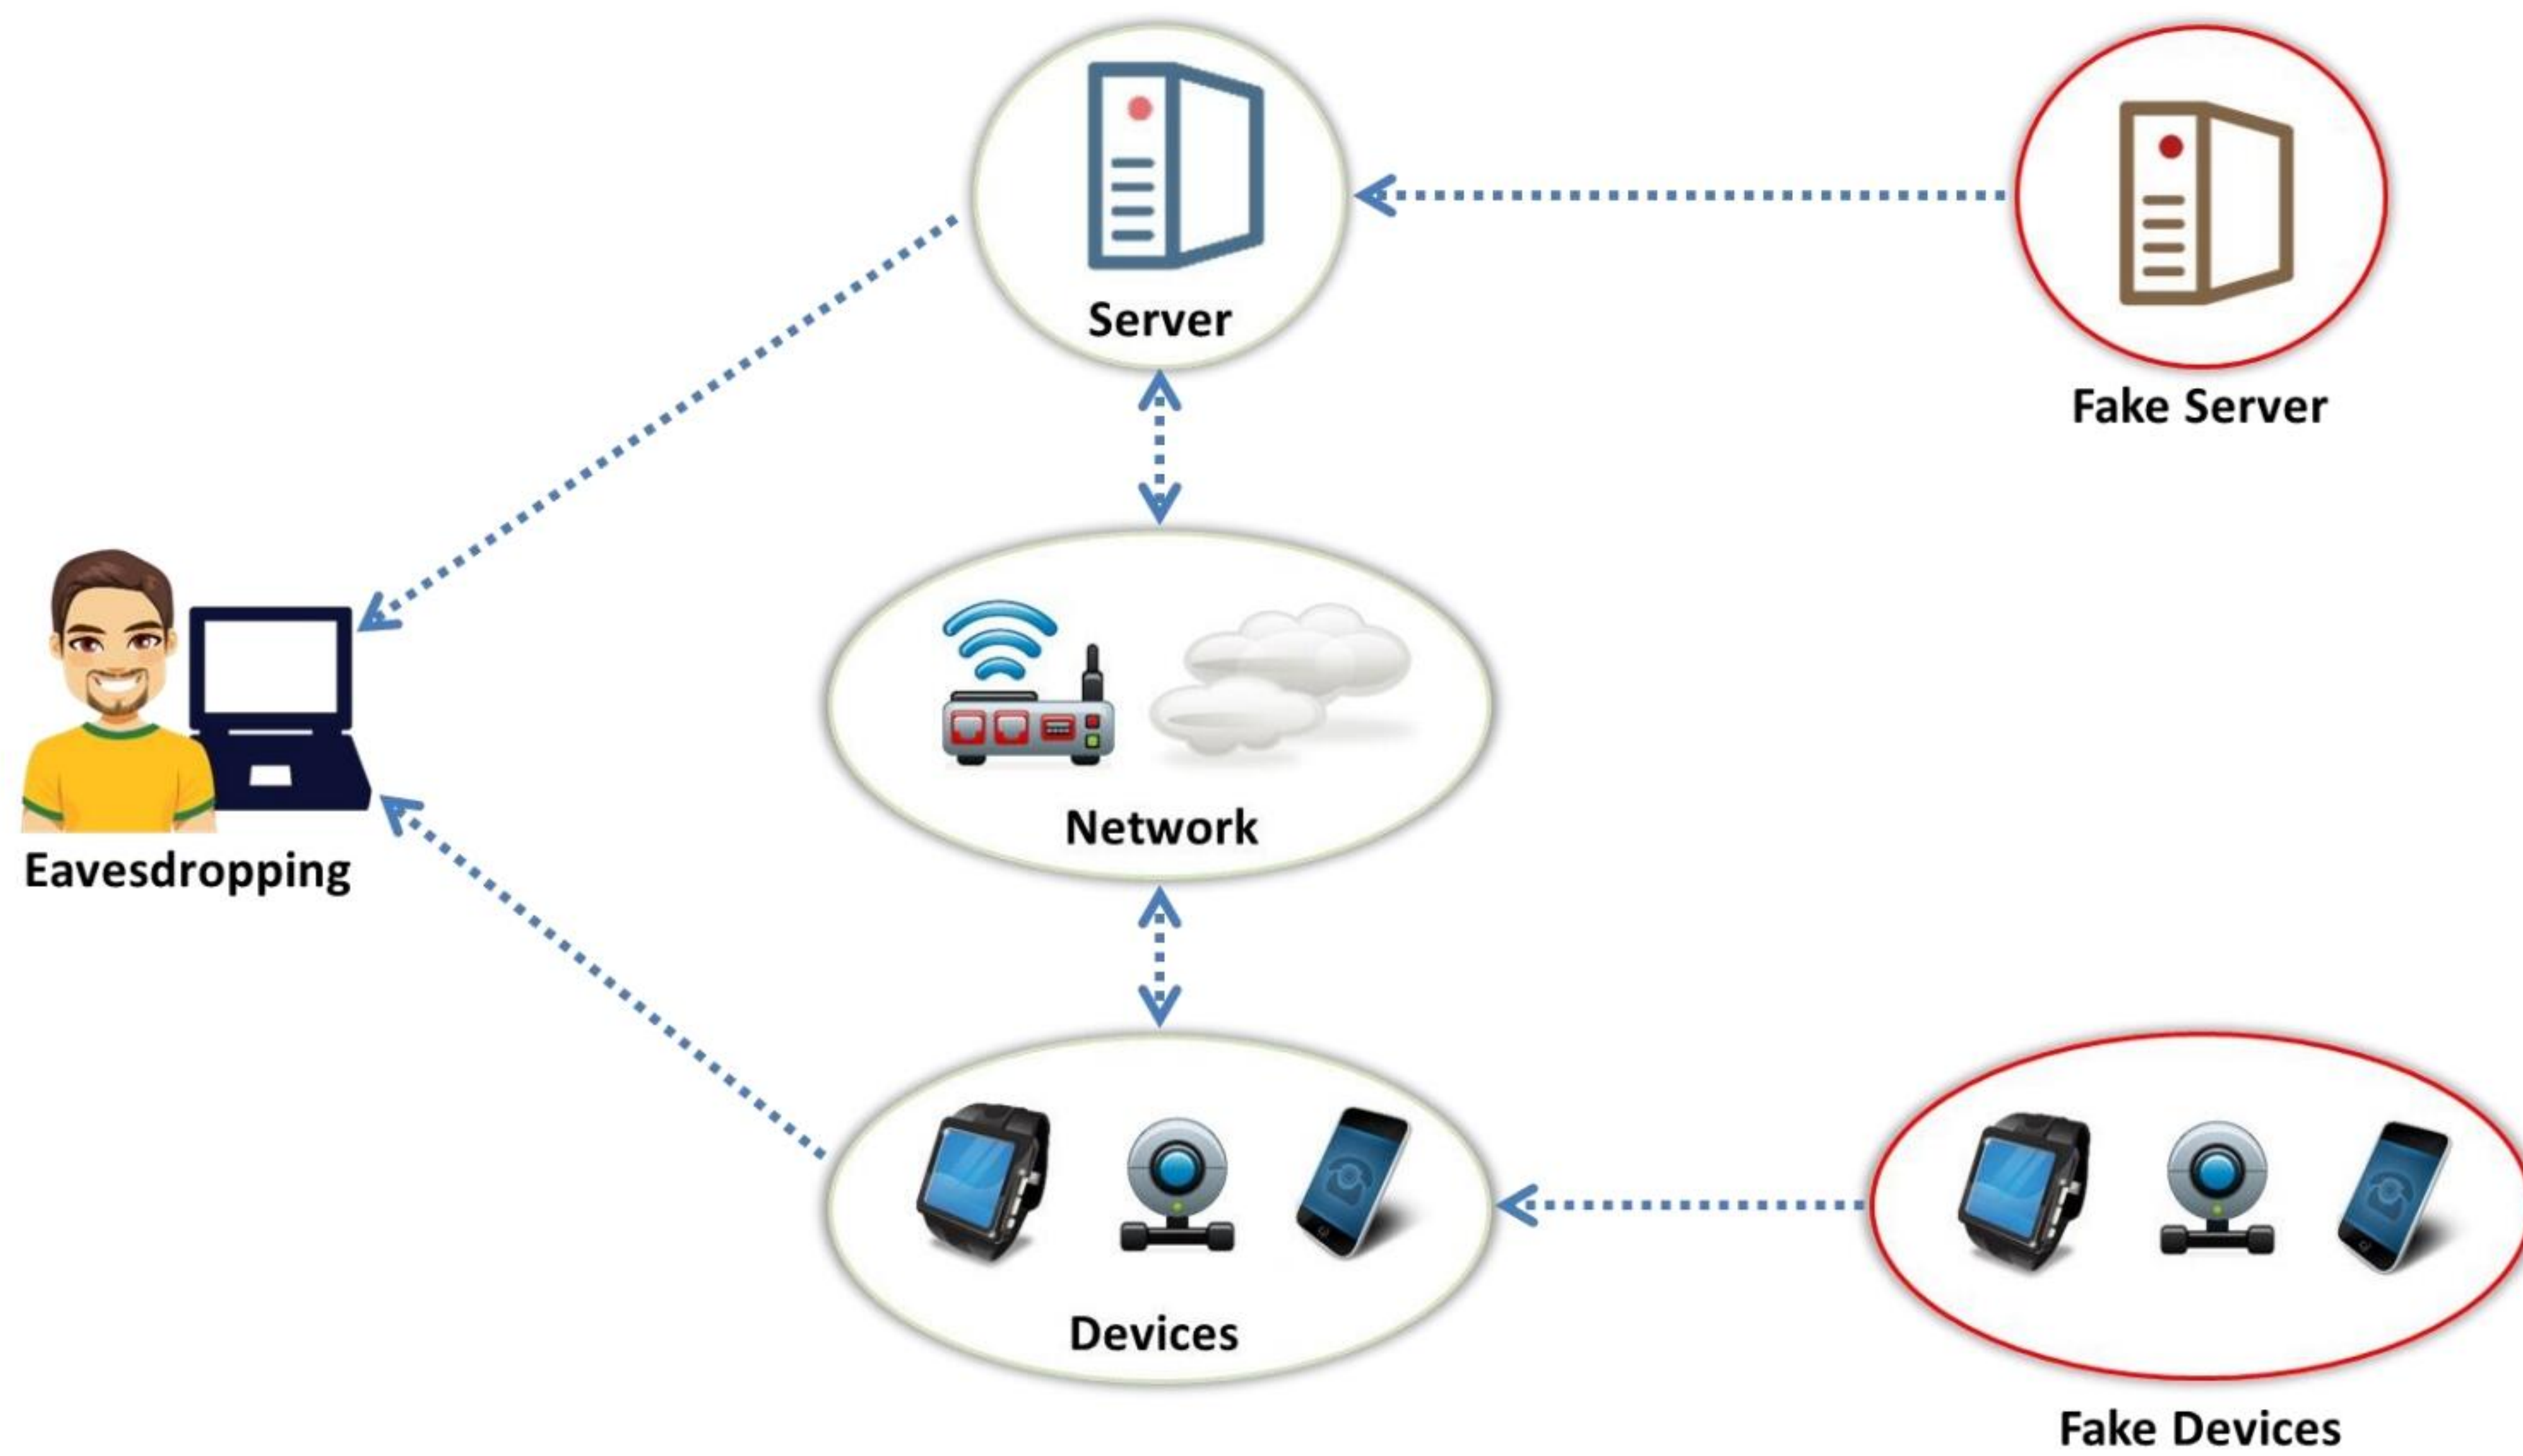 Server
Fake Server
Network
Eavesdropping
Devices
Fake Devices